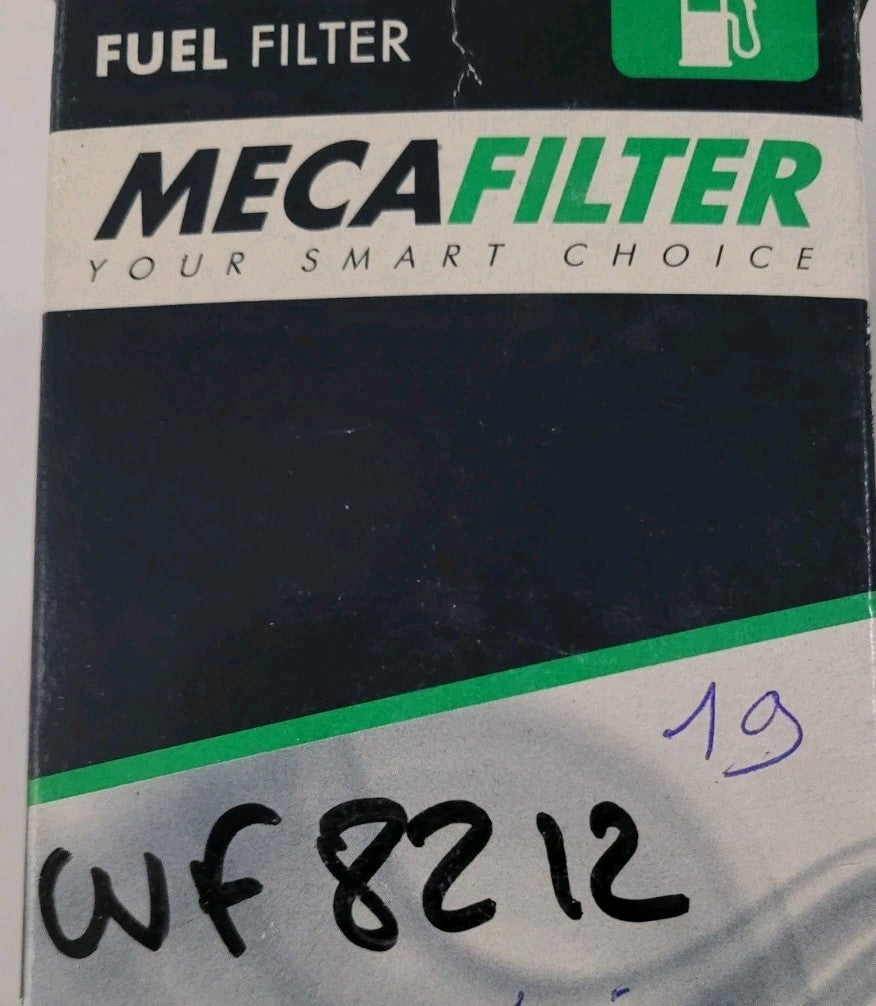 FUEL FILTER
MECAFILTER
YOUR SMART CHOICE
19
WF 8212